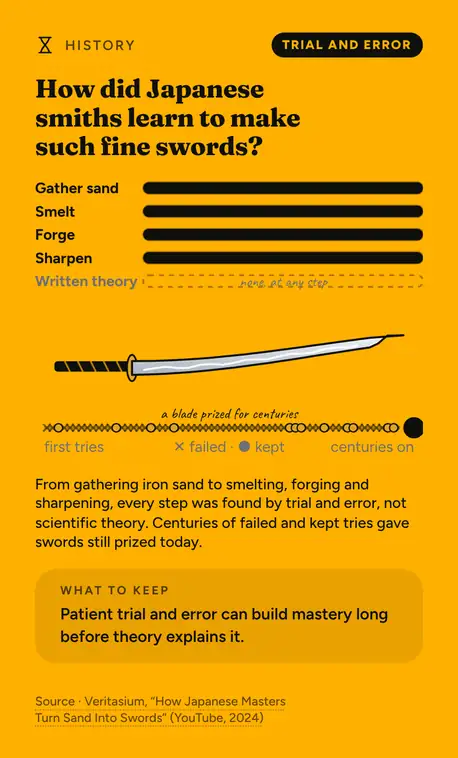 HISTORY
TRIAL AND ERROR
How did Japanese
smiths learn to make
such fine swords?
Gather sand
Smelt
Forge
Sharpen
Written theory
none, at any step
a blade prized for centuries
first tries
× failed · ● kept
centuries on
From gathering iron sand to smelting, forging and
sharpening, every step was found by trial and error, not
scientific theory. Centuries of failed and kept tries gave
swords still prized today.
WHAT TO KEEP
Patient trial and error can build mastery long
before theory explains it.
Source · Veritasium, “How Japanese Masters
Turn Sand Into Swords” (YouTube, 2024)